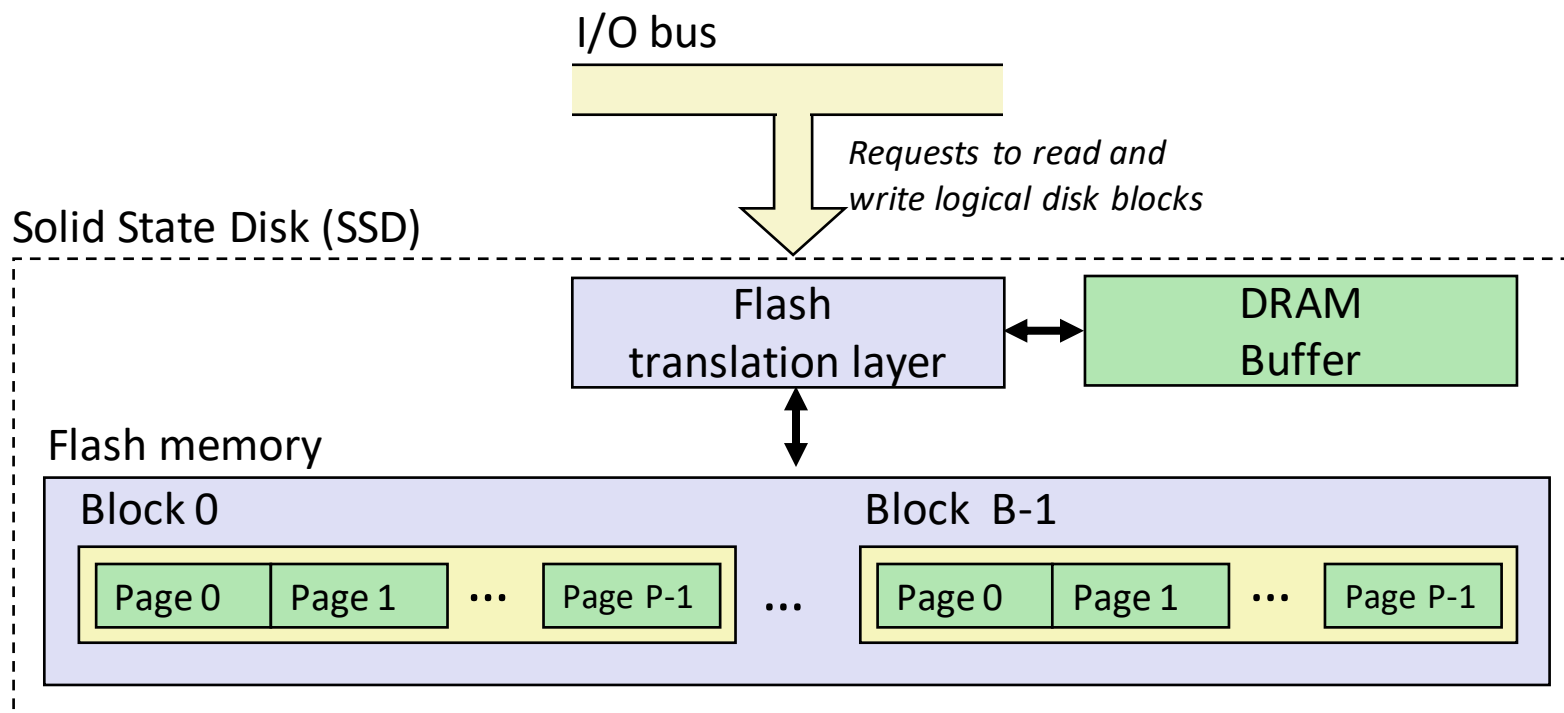 I/O bus
Requests to read and
write logical disk blocks
Solid State Disk (SSD)
Flash
translation layer
DRAM
Buffer
Flash memory
Block 0
Page 0
Page 1
...
Page P-1
...
Block B-1
Page 0
Page 1
...
Page P-1